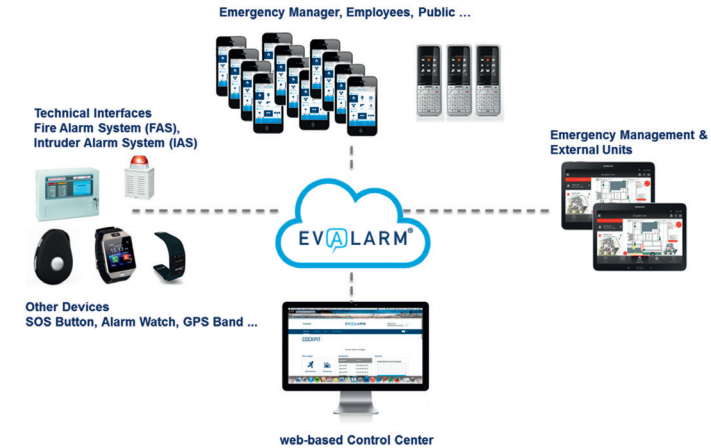 Emergency Manager, Employees, Public ...
Technical Interfaces
Fire Alarm System (FAS),
Intruder Alarm System (IAS)
Emergency Management &
External Units
EVALARM®
Other Devices
SOS Button, Alarm Watch, GPS Band ...
EVALARM
COCKPIT
web-based Control Center